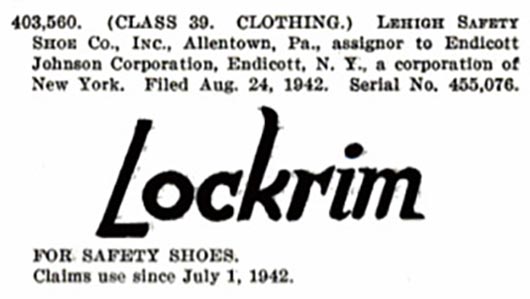 403,560. (CLASS 39. CLOTHING.) LEHIGH SAFETY
SHOE CO., INC., Allentown, Pa., assignor to Endicott
Johnson Corporation, Endicott, N. Y., a corporation of
New York. Filed Aug. 24, 1942. Serial No. 455,076.
Lockrim
FOR SAFETY SHOES.
Claims use since July 1, 1942.